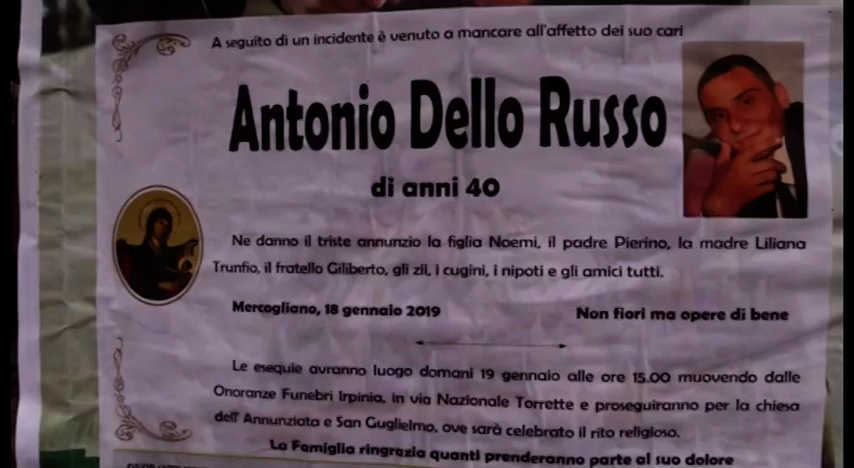 A seguito di un incidente è venuto a mancare all'affetto dei suo cari
Antonio Dello Russo
di anni 40
Ne danno il triste annunzio la figlia Noemi, il padre Pierino, la madre Liliana
Trunfio, il fratello Giliberto, gli zii, i cugini, i nipoti e gli amici tutti.
Mercogliano, 18 gennaio 2019 Non fiori ma opere di bene
Le esequie avranno luogo domani 19 gennaio alle ore 15.00 muovendo dalle
Onoranze Funebri Irpinia, in via Nazionale Torrette e proseguiranno per la chiesa
dell' Annunziata e San Guglielmo, ove sarà celebrato il rito religioso.
La Famiglia ringrazia quanti prenderanno parte al suo dolore